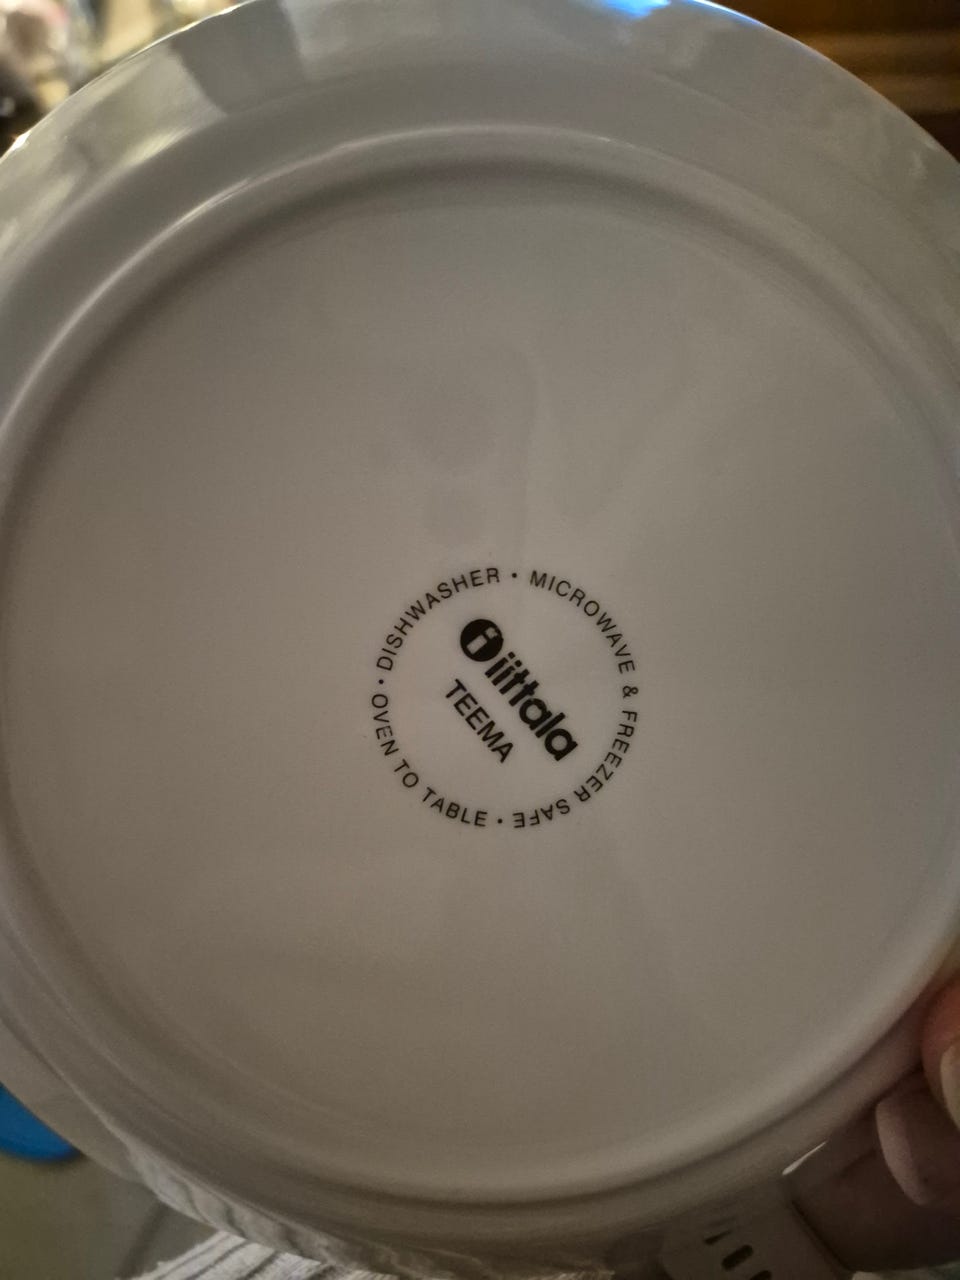 iittala
TEEMA
DISHWASHER • MICROWAVE & FREEZER SAFE • OVEN TO TABLE •